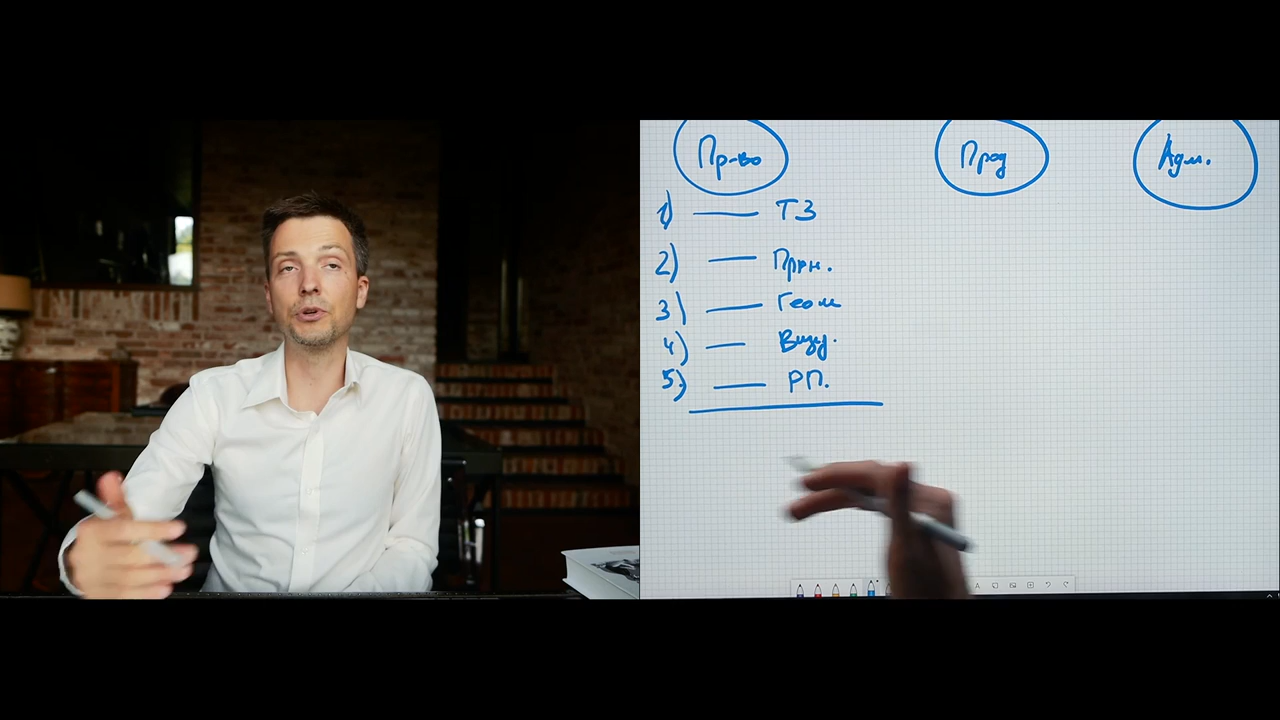 Пр-во Прод Адм.
1) — ТЗ
2) — Прин.
3) — Геом
4) — Визу.
5) — РП.